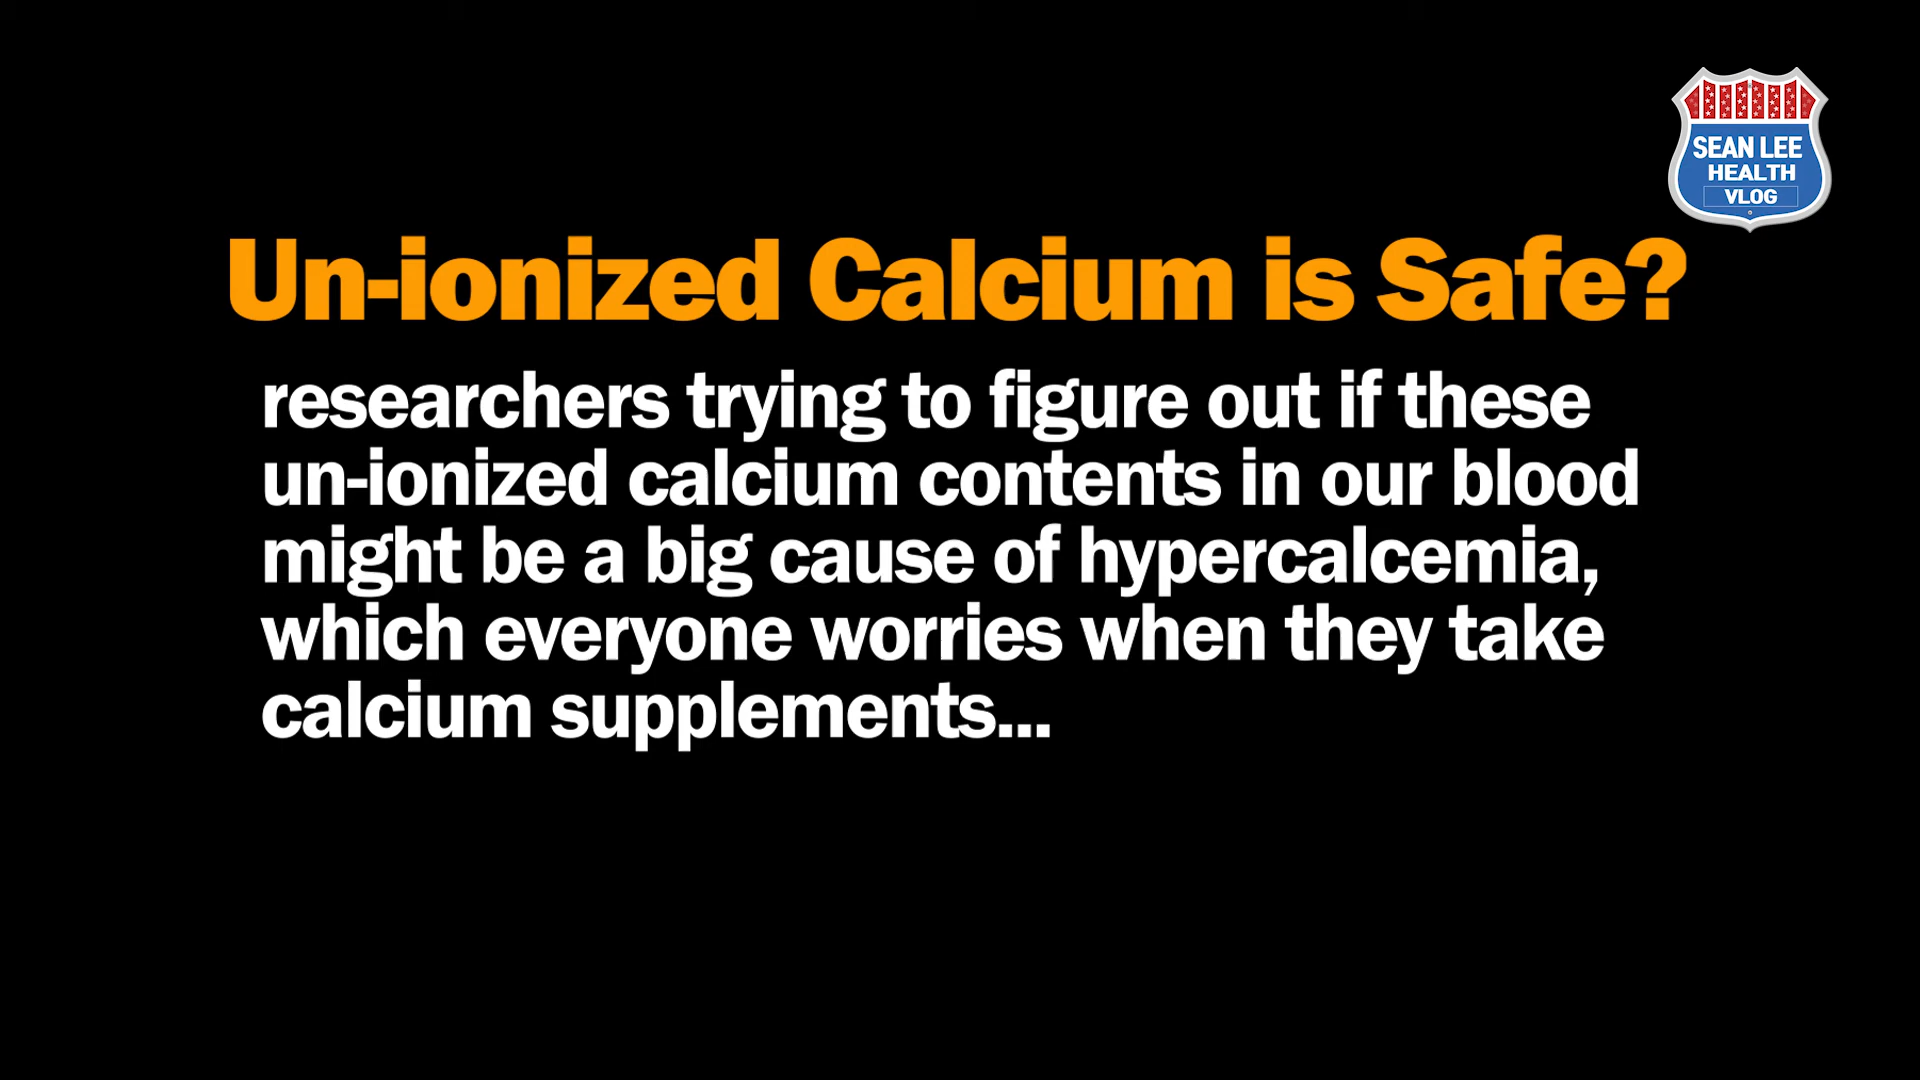 SEAN LEE
HEALTH
VLOG
Un-ionized Calcium is Safe?
researchers trying to figure out if these
un-ionized calcium contents in our blood
might be a big cause of hypercalcemia,
which everyone worries when they take
calcium supplements...